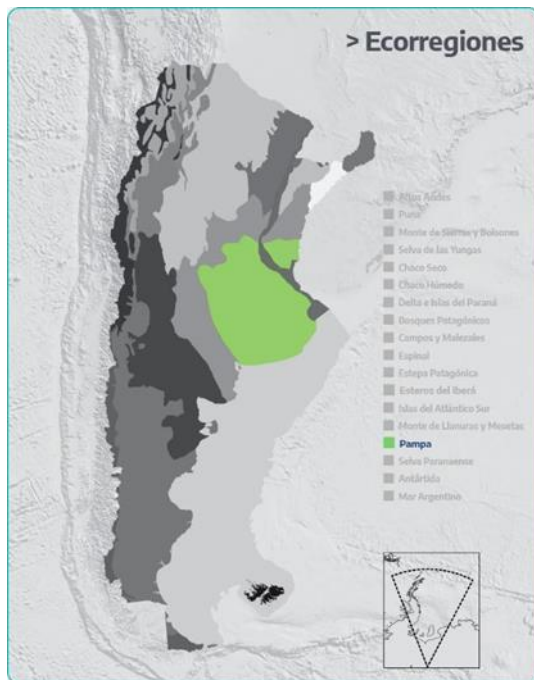 > Ecorregiones
Altos Andes
Puna
Monte de Sierras y Bolsones
Selva de las Yungas
Chaco Seco
Chaco Húmedo
Delta e Islas del Paraná
Bosques Patagónicos
Campos y Malezales
Espinal
Estepa Patagónica
Esteros del Iberá
Islas del Atlántico Sur
Monte de Llanuras y Mesetas
Pampa
Selva Paranaense
Antártida
Mar Argentino